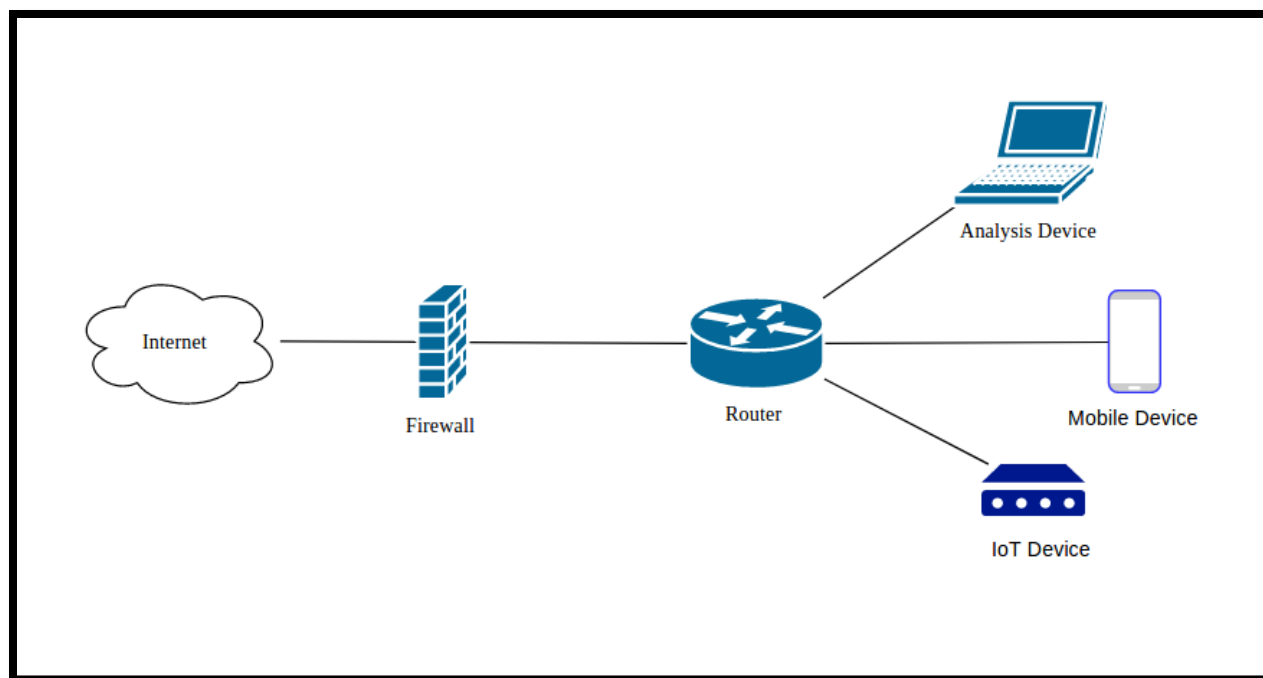 Internet
Firewall
Router
Analysis Device
Mobile Device
IoT Device